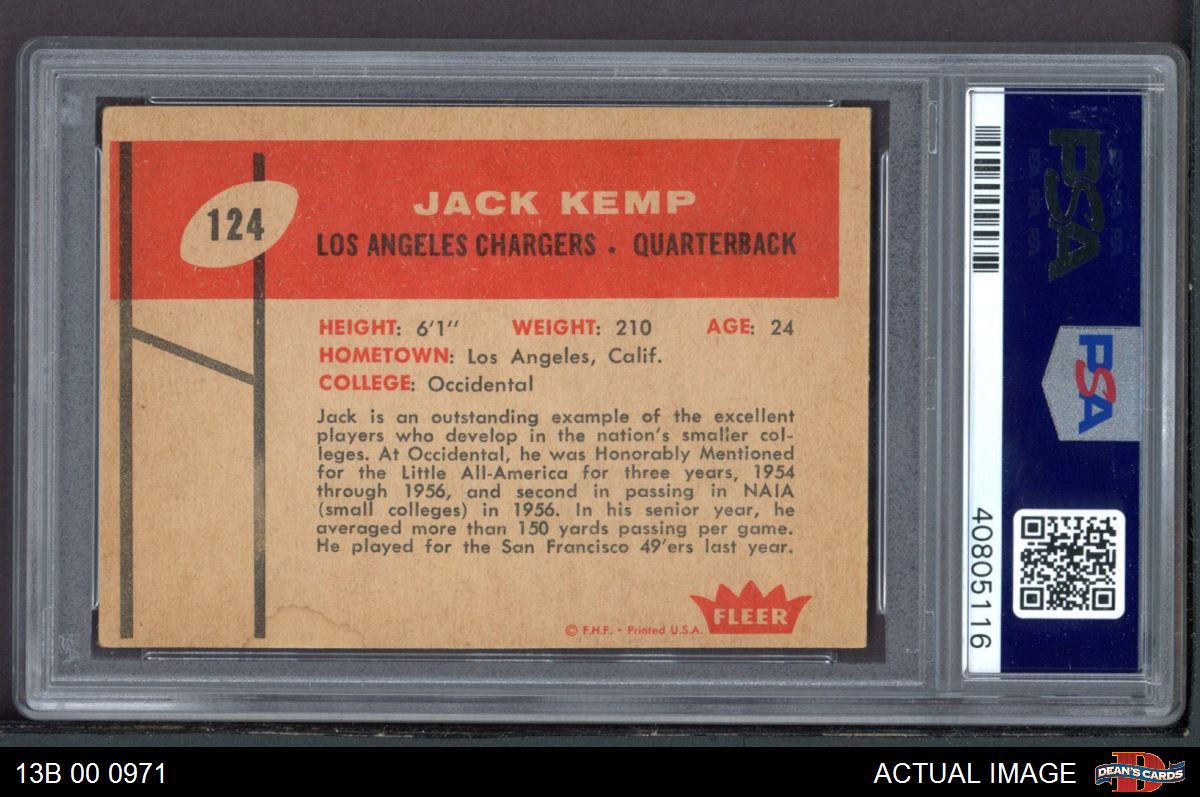 124
JACK KEMP
LOS ANGELES CHARGERS • QUARTERBACK
HEIGHT: 6'1" WEIGHT: 210 AGE: 24
HOMETOWN: Los Angeles, Calif.
COLLEGE: Occidental
Jack is an outstanding example of the excellent
players who develop in the nation's smaller col-
leges. At Occidental, he was Honorably Mentioned
for the Little All-America for three years, 1954
through 1956, and second in passing in NAIA
(small colleges) in 1956. In his senior year, he
averaged more than 150 yards passing per game.
He played for the San Francisco 49'ers last year.
© F.H.F. • Printed U.S.A.
FLEER
PSA
PSA
40805116
13B 00 0971
ACTUAL IMAGE
D
DEAN'S CARDS